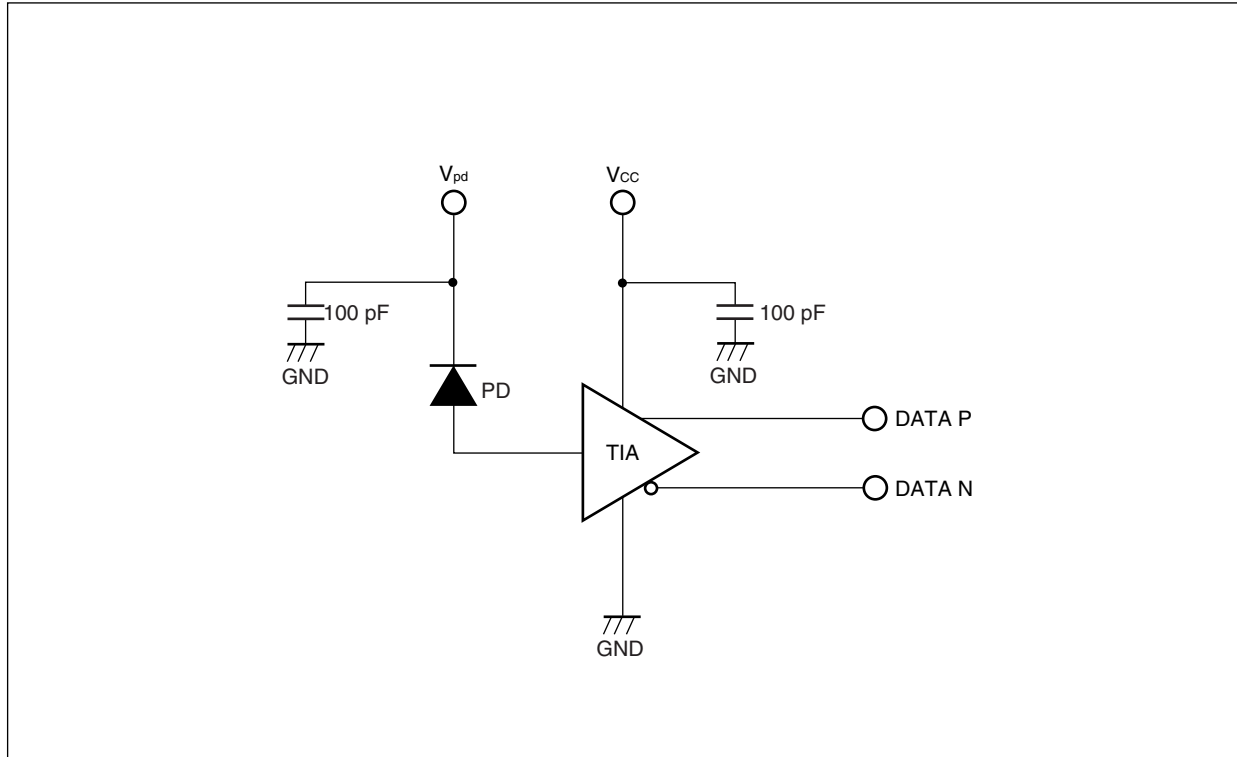 Vpd
VCC
100 pF
100 pF
GND
GND
PD
TIA
DATA P
DATA N
GND